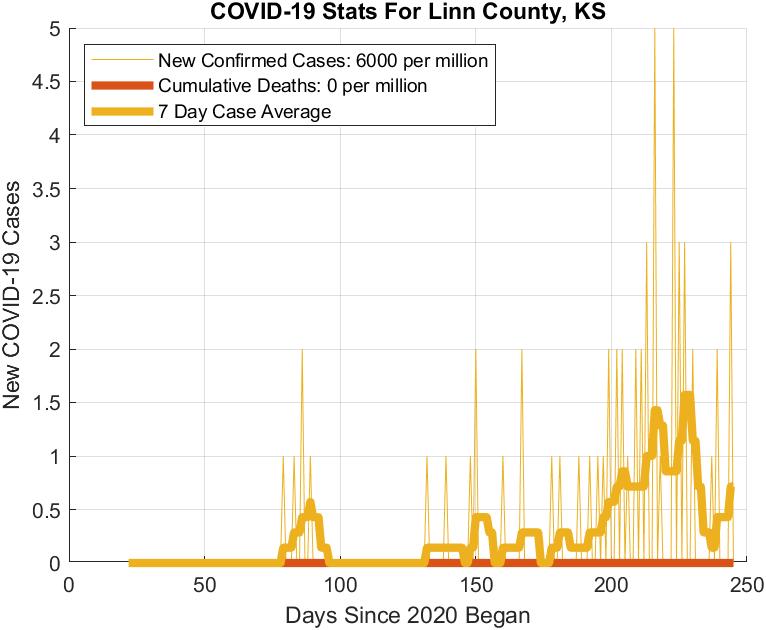 COVID-19 Stats For Linn County, KS
5
New Confirmed Cases: 6000 per million
4.5
Cumulative Deaths: 0 per million
7 Day Case Average
4
3.5
New COVID-19 Cases
3
2.5
2
1.5
1
0.5
0
0 50 100 150 200 250
Days Since 2020 Began